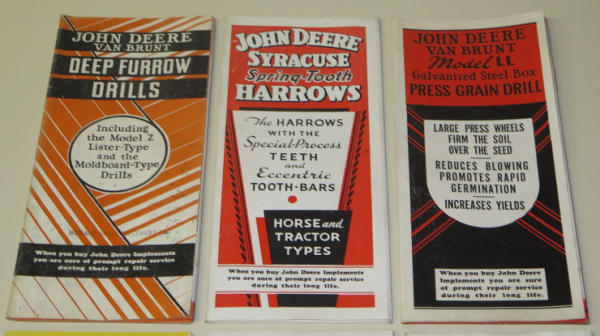 JOHN DEERE
VAN BRUNT
DEEP FURROW
DRILLS
Including
the Model Z
Lister-Type
and the
Moldboard-Type
Drills
When you buy John Deere Implements
you are sure of prompt repair service
during their long life.
JOHN DEERE
SYRACUSE
Spring-Tooth
HARROWS
The HARROWS
WITH THE
Special-Process
TEETH
and
Eccentric
TOOTH-BARS
HORSE and
TRACTOR
TYPES
When you buy John Deere Implements
you are sure of prompt repair service
during their long life.
JOHN DEERE
VAN BRUNT
Model LL
Galvanized Steel Box
PRESS GRAIN DRILL
LARGE PRESS WHEELS
FIRM THE SOIL
OVER THE SEED
REDUCES BLOWING
PROMOTES RAPID
GERMINATION
INCREASES YIELDS
When you buy John Deere
Implements you are sure
of prompt repair service
during their long life.